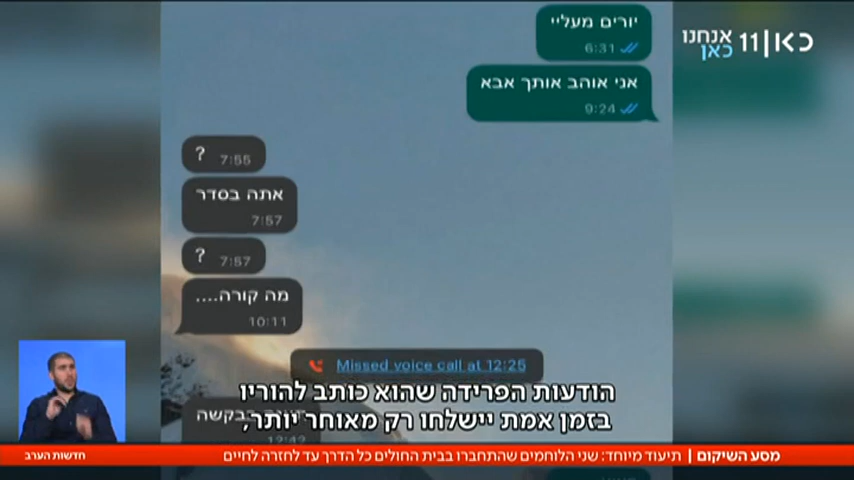 יורים מעליי
6:31
כאן 11
אנחנו
כאן
אני אוהב אותך אבא
9:24
?
7:55
אתה בסדר
7:57
?
7:57
מה קורה....
10:11
Missed voice call at 12:25
הודעות הפרידה שהוא כותב להוריו
בזמן אמת יישלחו רק מאוחר יותר,
בבקשה
12:42
מסע השיקום | תיעוד מיוחד: שני הלוחמים שהתחברו בבית החולים כל הדרך עד לחזרה לחיים
חדשות הערב